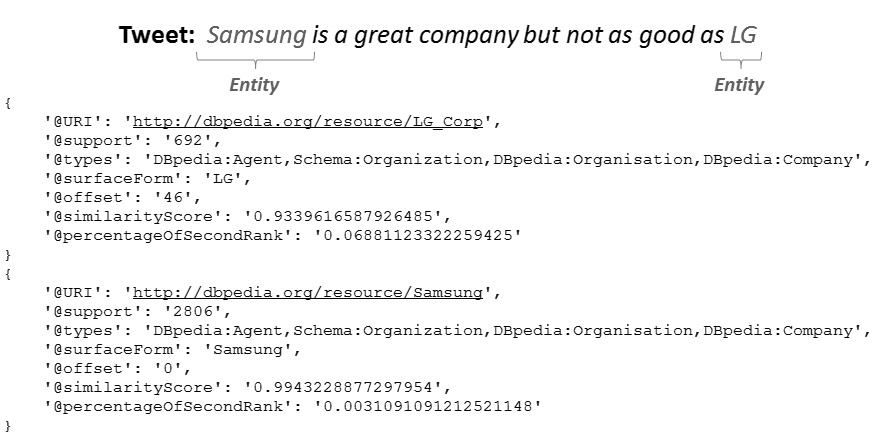 Tweet: Samsung is a great company but not as good as LG
Entity Entity
{
'@URI': 'http://dbpedia.org/resource/LG_Corp',
'@support': '692',
'@types': 'DBpedia:Agent,Schema:Organization,DBpedia:Organisation,DBpedia:Company',
'@surfaceForm': 'LG',
'@offset': '46',
'@similarityScore': '0.9339616587926485',
'@percentageOfSecondRank': '0.06881123322259425'
}
{
'@URI': 'http://dbpedia.org/resource/Samsung',
'@support': '2806',
'@types': 'DBpedia:Agent,Schema:Organization,DBpedia:Organisation,DBpedia:Company',
'@surfaceForm': 'Samsung',
'@offset': '0',
'@similarityScore': '0.9943228877297954',
'@percentageOfSecondRank': '0.0031091091212521148'
}